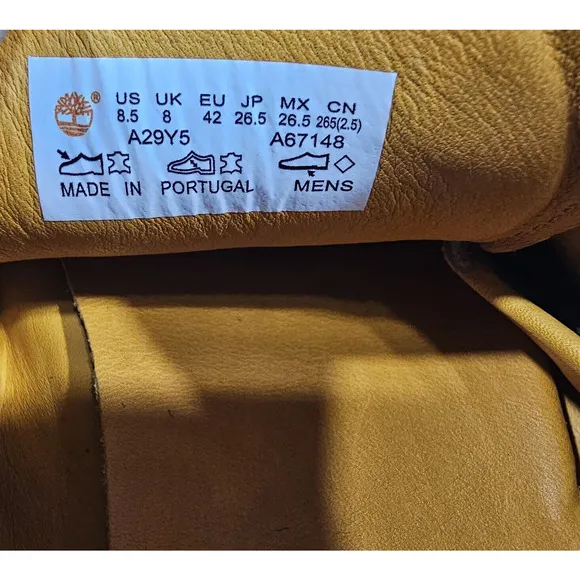 ®
US UK EU JP MX CN
8.5 8 42 26.5 26.5 265(2.5)
A29Y5 A67148
MADE IN PORTUGAL MENS